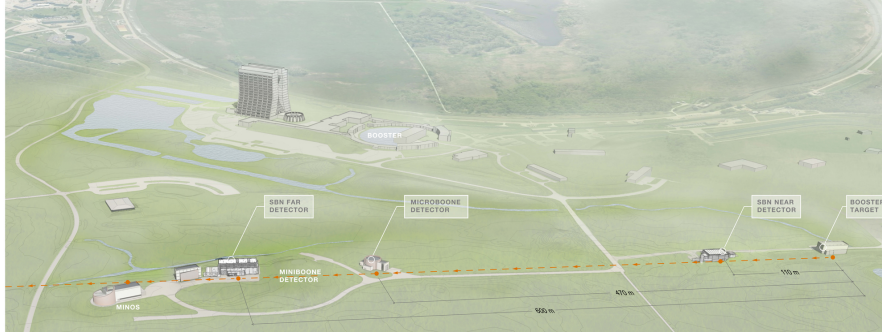 BOOSTER
SBN FAR
DETECTOR
MICROBOONE
DETECTOR
SBN NEAR
DETECTOR
BOOSTER
TARGET
MINIBOONE
DETECTOR
110 m
470 m
MINOS
600 m